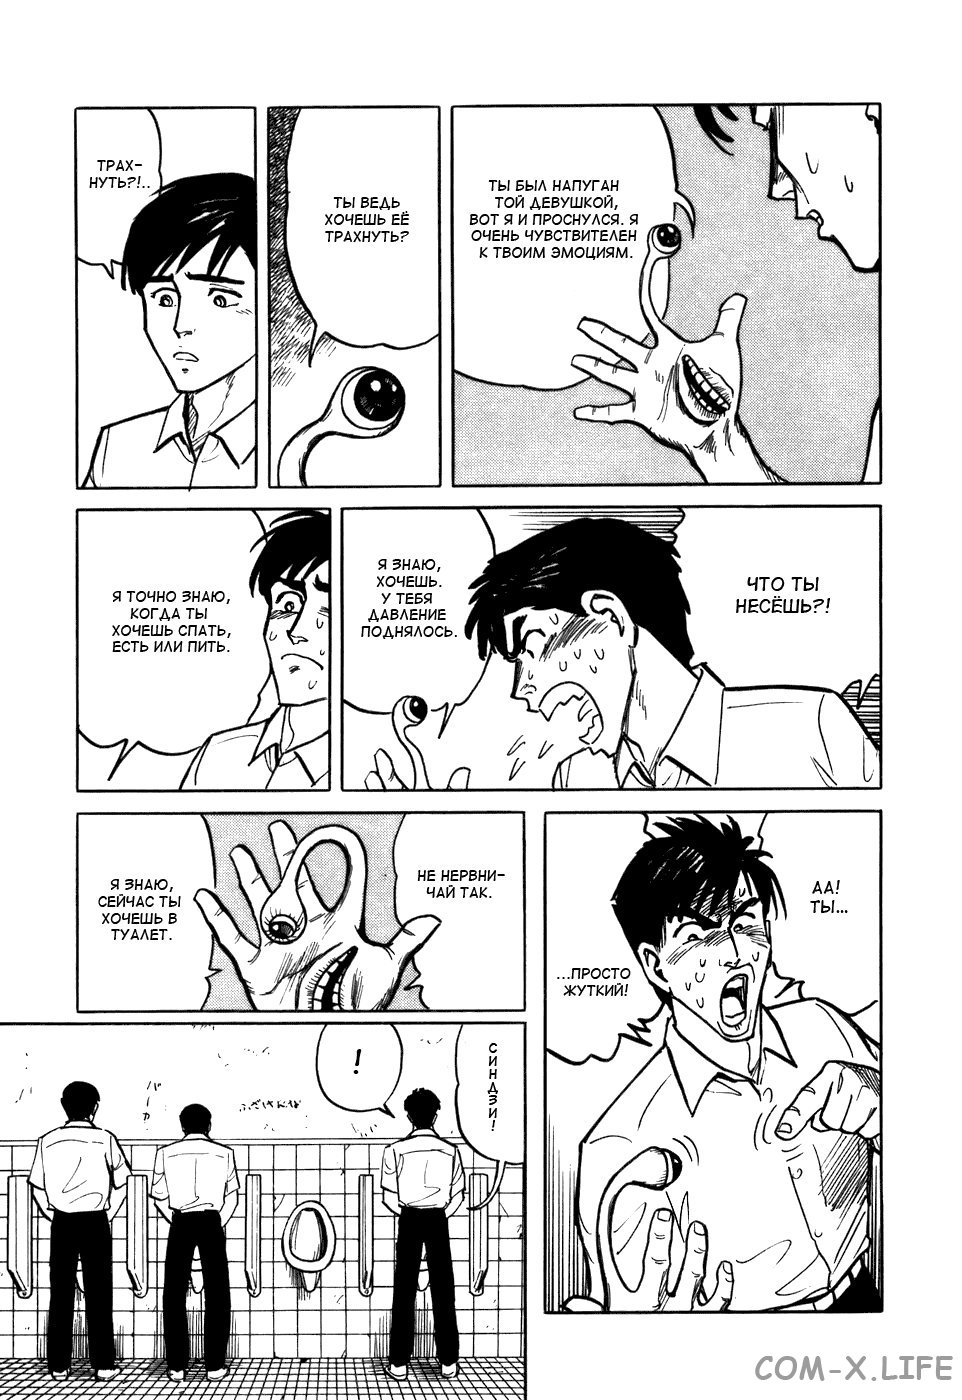 ТЫ БЫЛ НАПУГАН
ТОЙ ДЕВУШКОЙ,
ВОТ Я И ПРОСНУЛСЯ. Я
ОЧЕНЬ ЧУВСТВИТЕЛЕН
К ТВОИМ ЭМОЦИЯМ.
ТЫ ВЕДЬ
ХОЧЕШЬ ЕЁ
ТРАХНУТЬ?
ТРАХ-
НУТЬ?!..
ЧТО ТЫ
НЕСЁШЬ?!
Я ЗНАЮ,
ХОЧЕШЬ.
У ТЕБЯ
ДАВЛЕНИЕ
ПОДНЯЛОСЬ.
Я ТОЧНО ЗНАЮ,
КОГДА ТЫ
ХОЧЕШЬ СПАТЬ,
ЕСТЬ ИЛИ ПИТЬ.
АА!
ТЫ...
...ПРОСТО
ЖУТКИЙ!
НЕ НЕРВНИ-
ЧАЙ ТАК.
Я ЗНАЮ,
СЕЙЧАС ТЫ
ХОЧЕШЬ В
ТУАЛЕТ.
СИНДЗИ!
!
COM-X.LIFE